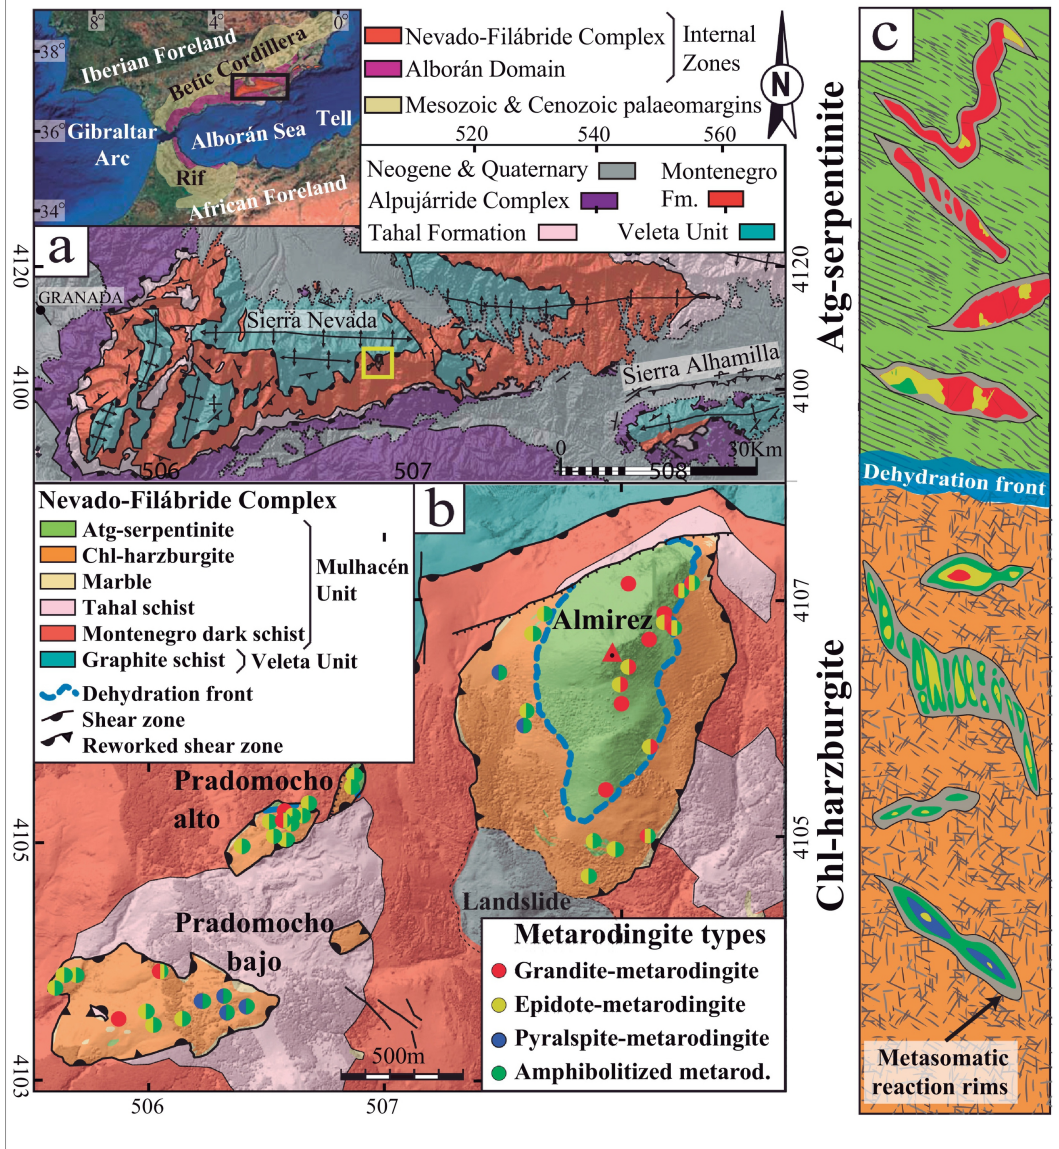 8°
4°
0°
38°
36°
34°
Iberian Foreland
Betic Cordillera
Gibraltar
Arc
Alborán Sea
Tell
Rif
African Foreland
Nevado-Filábride Complex
Alborán Domain
Internal
Zones
Mesozoic & Cenozoic palaeomargins
N
520
540
560
Neogene & Quaternary
Montenegro
Fm.
Alpujárride Complex
Tahal Formation
Veleta Unit
a
4120
4100
4120
4100
GRANADA
Sierra Nevada
Sierra Alhamilla
0
30Km
506
507
508
b
Nevado-Filábride Complex
Atg-serpentinite
Chl-harzburgite
Marble
Tahal schist
Montenegro dark schist
Mulhacén
Unit
Graphite schist
Veleta Unit
Dehydration front
Shear zone
Reworked shear zone
Almirez
Pradomocho
alto
Pradomocho
bajo
Landslide
4107
4105
4105
4103
500m
506
507
Metarodingite types
Grandite-metarodingite
Epidote-metarodingite
Pyralspite-metarodingite
Amphibolitized metarod.
c
Atg-serpentinite
Dehydration front
Chl-harzburgite
Metasomatic
reaction rims